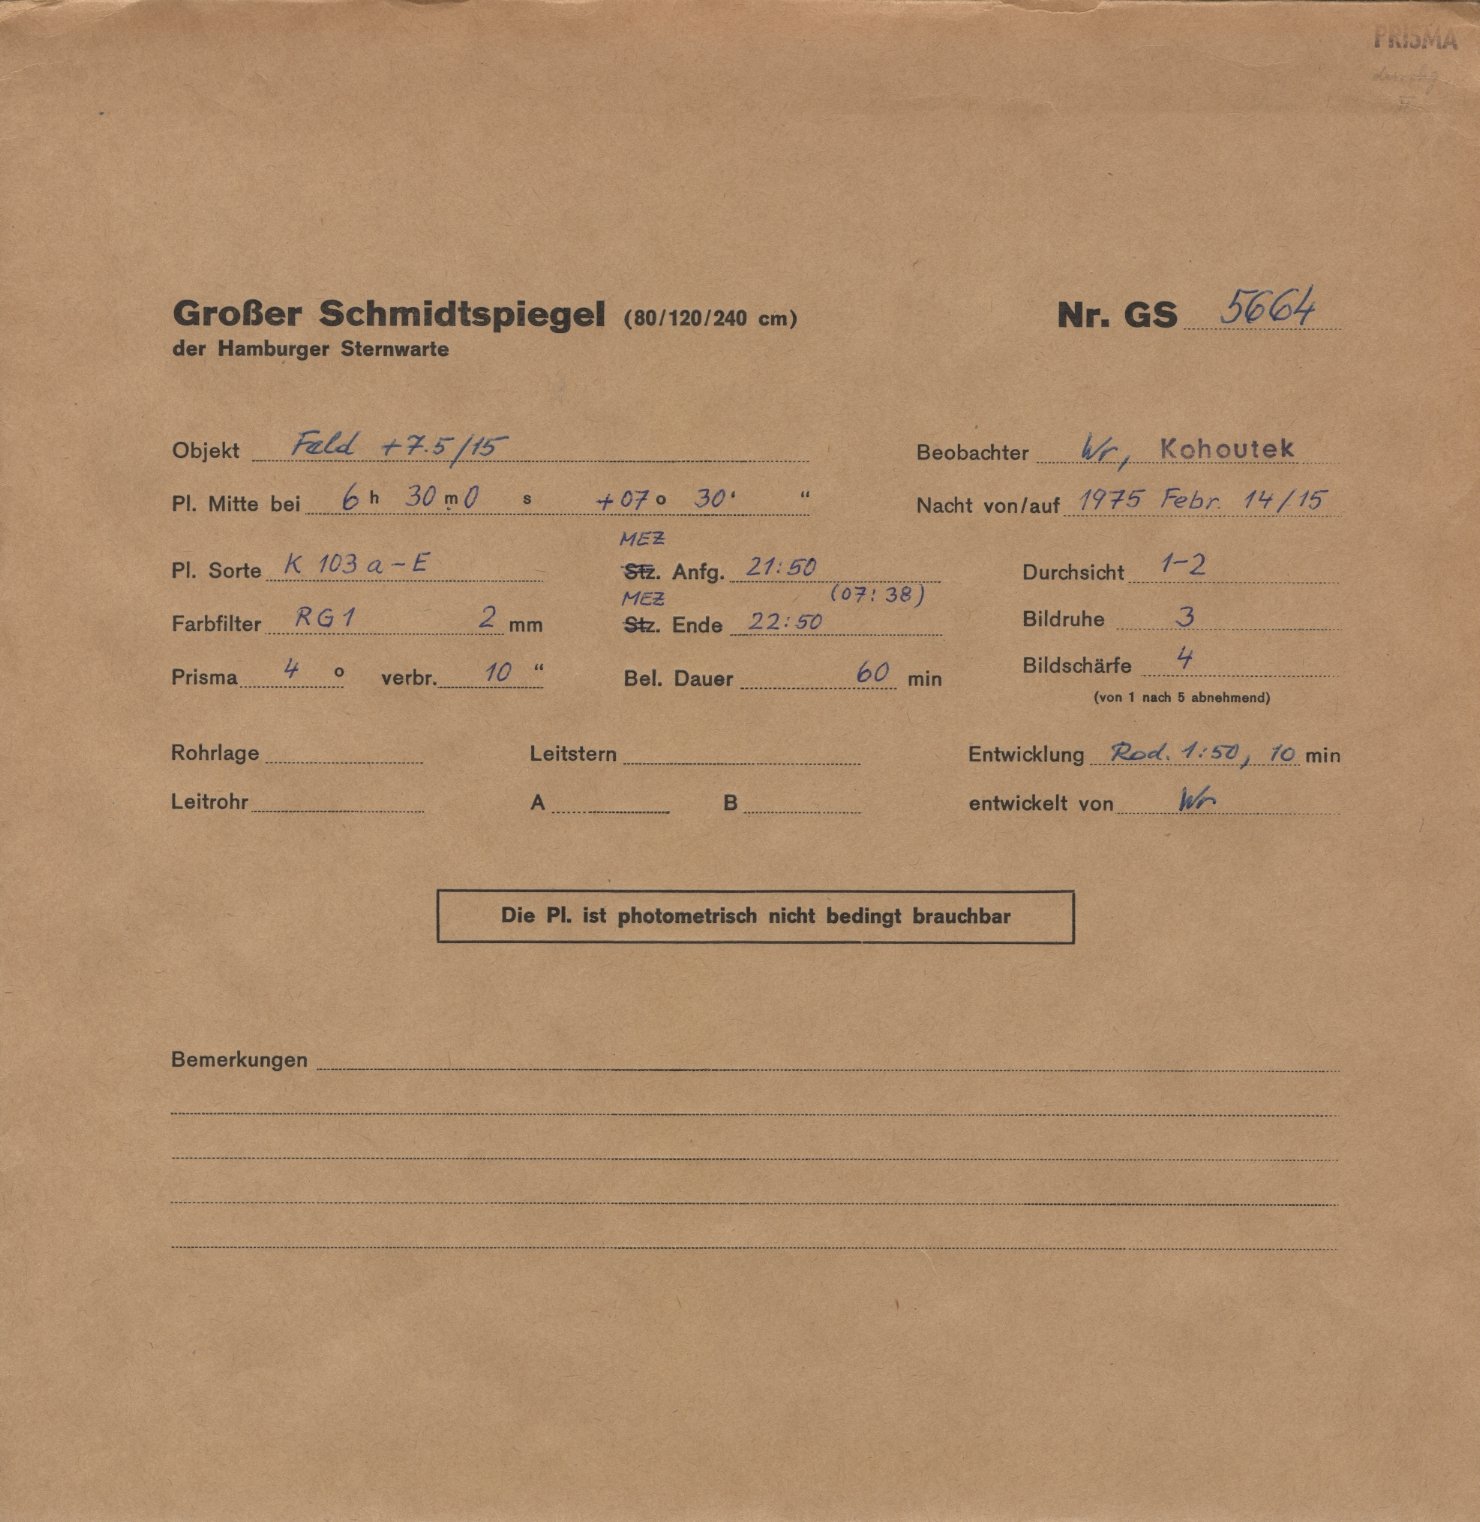 PRISMA
Großer Schmidtspiegel (80/120/240 cm) Nr. GS 5664
der Hamburger Sternwarte
Objekt Feld +7.5/15 Beobachter Wr, Kohoutek
Pl. Mitte bei 6 h 30 m 0 s +07 ° 30 ' “ Nacht von/auf 1975 Febr. 14/15
MEZ
Pl. Sorte K 103 a-E Stz. Anfg. 21:50 Durchsicht 1-2
MEZ (07:38)
Farbfilter RG1 2 mm Stz. Ende 22:50 Bildruhe 3
Prisma 4 ° verbr. 10 “ Bel. Dauer 60 min Bildschärfe 4
(von 1 nach 5 abnehmend)
Rohrlage Leitstern Entwicklung Rod. 1:50, 10 min
Leitrohr A B entwickelt von Wr
Die Pl. ist photometrisch nicht bedingt brauchbar
Bemerkungen